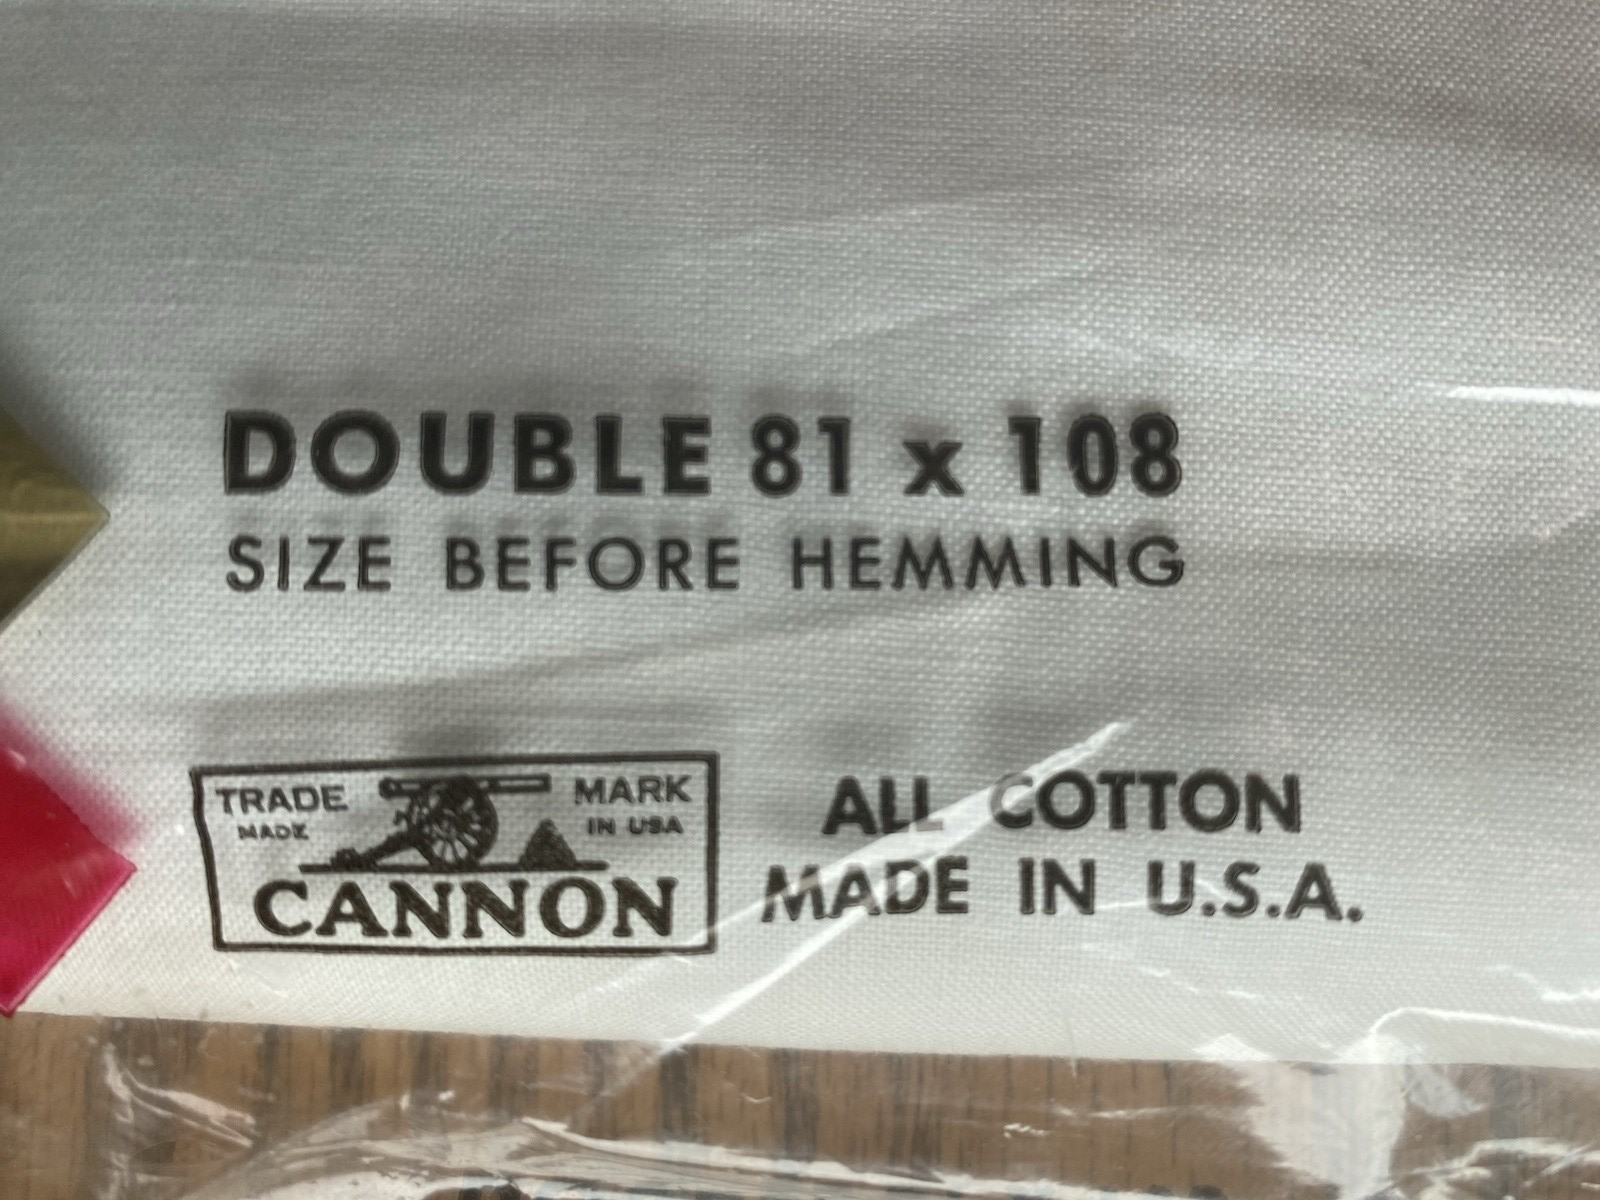 DOUBLE 81 x 108
SIZE BEFORE HEMMING
TRADE MARK
MADE IN USA
CANNON
ALL COTTON
MADE IN U.S.A.